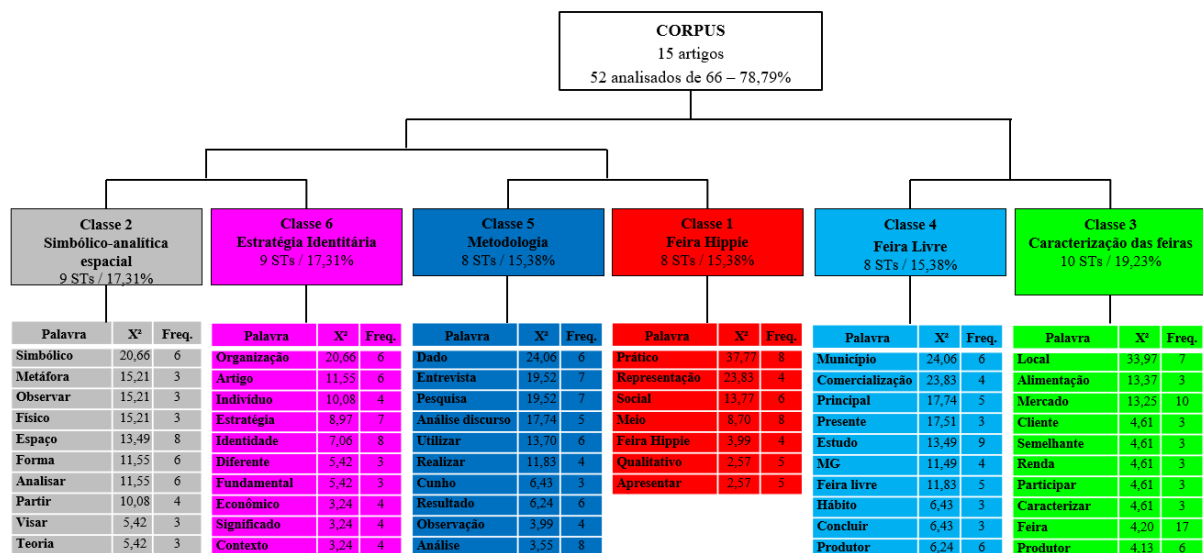 CORPUS
15 artigos
52 analisados de 66 – 78,79%
Classe 2
Simbólico-analítica
espacial
9 STs / 17,31%
Classe 6
Estratégia Identitária
9 STs / 17,31%
Classe 5
Metodologia
8 STs / 15,38%
Classe 1
Feira Hippie
8 STs / 15,38%
Classe 4
Feira Livre
8 STs / 15,38%
Classe 3
Caracterização das feiras
10 STs / 19,23%
Palavra X² Freq.
Simbólico 20,66 6
Metáfora 15,21 3
Observar 15,21 3
Físico 15,21 3
Espaço 13,49 8
Forma 11,55 6
Analisar 11,55 6
Partir 10,08 4
Visar 5,42 3
Teoria 5,42 3
Palavra X² Freq.
Organização 20,66 6
Artigo 11,55 6
Indivíduo 10,08 4
Estratégia 8,97 7
Identidade 7,06 8
Diferente 5,42 3
Fundamental 5,42 3
Econômico 3,24 4
Significado 3,24 4
Contexto 3,24 4
Palavra X² Freq.
Dado 24,06 6
Entrevista 19,52 7
Pesquisa 19,52 7
Análise discurso 17,74 5
Utilizar 13,70 6
Realizar 11,83 4
Cunho 6,43 3
Resultado 6,24 6
Observação 3,99 4
Análise 3,55 8
Palavra X² Freq.
Prático 37,77 8
Representação 23,83 4
Social 13,77 6
Meio 8,70 8
Feira Hippie 3,99 4
Qualitativo 2,57 5
Apresentar 2,57 5
Palavra X² Freq.
Município 24,06 6
Comercialização 23,83 4
Principal 17,74 5
Presente 17,51 3
Estudo 13,49 9
MG 11,49 4
Feira livre 11,83 5
Hábito 6,43 3
Concluir 6,43 3
Produtor 6,24 6
Palavra X² Freq.
Local 33,97 7
Alimentação 13,37 3
Mercado 13,25 10
Cliente 4,61 3
Semelhante 4,61 3
Renda 4,61 3
Participar 4,61 3
Caracterizar 4,61 3
Feira 4,20 17
Produtor 4,13 6